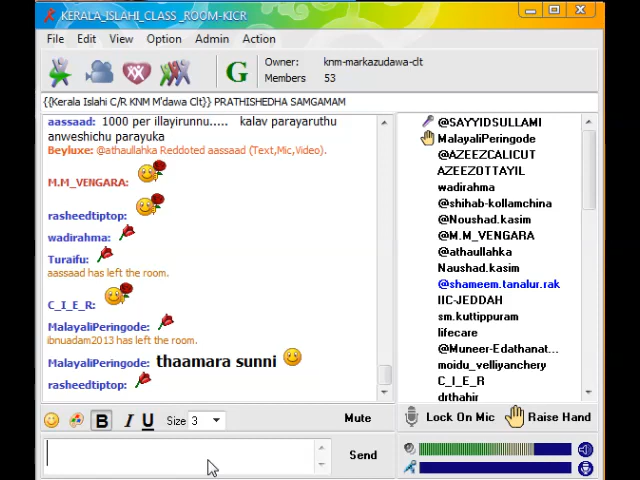 KERALA_ISLAHI_CLASS_ROOM-KICR
File Edit View Option Admin Action
G
Owner: knm-markazudawa-clt
Members 53
{{Kerala Islahi C/R KNM M'dawa Clt}} PRATHISHEDHA SAMGAMAM
aassaad: 1000 per illayirunnu..... kalav parayaruthu
anweshichu parayuka
Beyluxe: @athaullahka Reddoted aassaad (Text,Mic,Video).
M.M_VENGARA:
rasheedtiptop:
wadirahma:
Turaifu:
aassaad has left the room.
C_I_E_R:
MalayaliPeringode:
ibnuadam2013 has left the room.
MalayaliPeringode: thaamara sunni
rasheedtiptop:
@SAYYIDSULLAMI
MalayaliPeringode
@AZEEZCALICUT
AZEEZOTTAYIL
wadirahma
@shihab-kollamchina
@Noushad.kasim
@M.M_VENGARA
@athaullahka
Naushad.kasim
@shameem.tanalur.rak
IIC-JEDDAH
sm.kuttippuram
lifecare
@Muneer-Edathanat...
moidu_velliyanchery
C_I_E_R
drthahir
B I U Size 3 Mute
Lock On Mic Raise Hand
Send